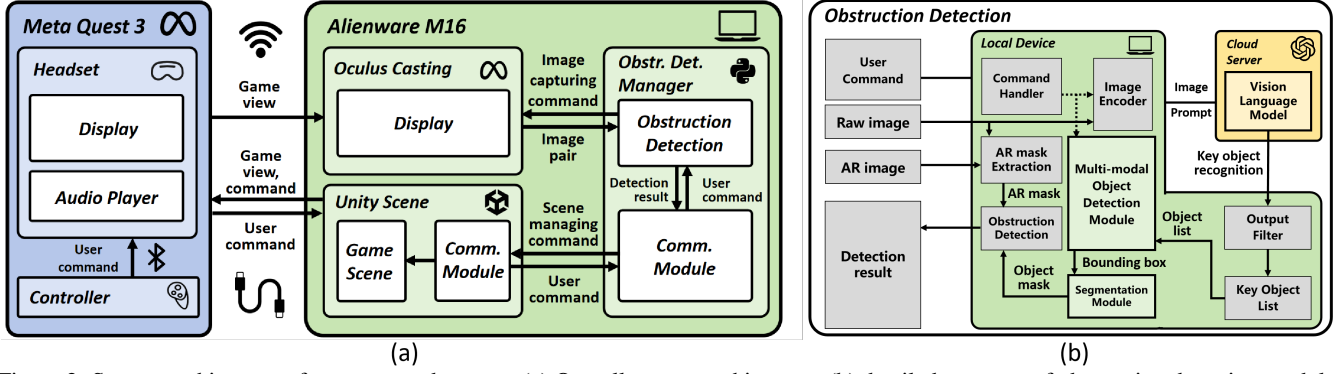 Meta Quest 3
Headset
Display
Audio Player
User
command
Controller
Game
view
Game
view,
command
User
command
Alienware M16
Oculus Casting
Display
Image
capturing
command
Image
pair
Obstr. Det.
Manager
Obstruction
Detection
Detection
result
User
command
Comm.
Module
Unity Scene
Game
Scene
Comm.
Module
Scene
managing
command
User
command
(a)
Obstruction Detection
User
Command
Raw image
AR image
Detection
result
Local Device
Command
Handler
Image
Encoder
AR mask
Extraction
AR mask
Obstruction
Detection
Multi-modal
Object
Detection
Module
Bounding box
Object
mask
Segmentation
Module
Image
Prompt
Cloud
Server
Vision
Language
Model
Key object
recognition
Output
Filter
Object
list
Key Object
List
(b)